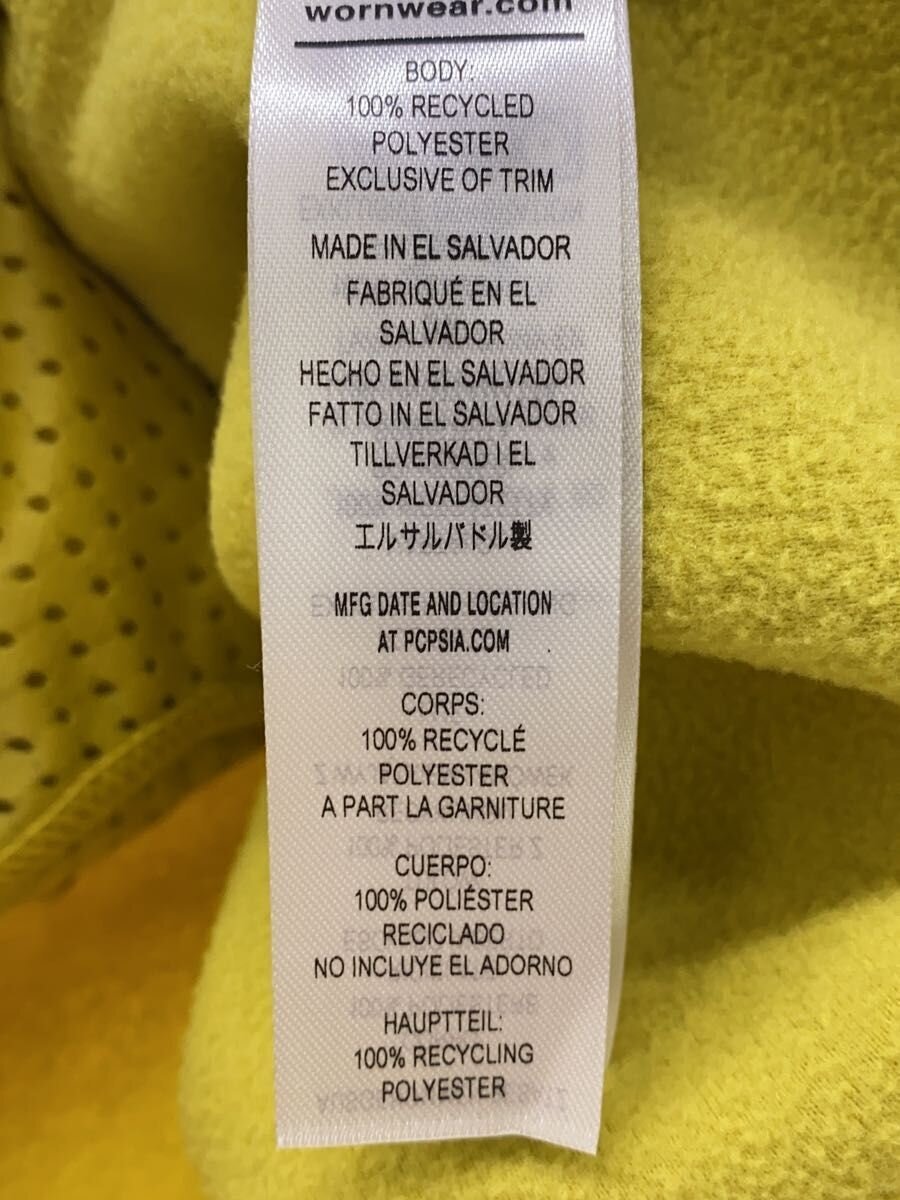 wornwear.com
BODY:
100% RECYCLED
POLYESTER
EXCLUSIVE OF TRIM
MADE IN EL SALVADOR
FABRIQUÉ EN EL
SALVADOR
HECHO EN EL SALVADOR
FATTO IN EL SALVADOR
TILLVERKAD I EL
SALVADOR
エルサルバドル製
MFG DATE AND LOCATION
AT PCPSIA.COM
CORPS:
100% RECYCLÉ
POLYESTER
A PART LA GARNITURE
CUERPO:
100% POLIÉSTER
RECICLADO
NO INCLUYE EL ADORNO
HAUPTTEIL:
100% RECYCLING
POLYESTER